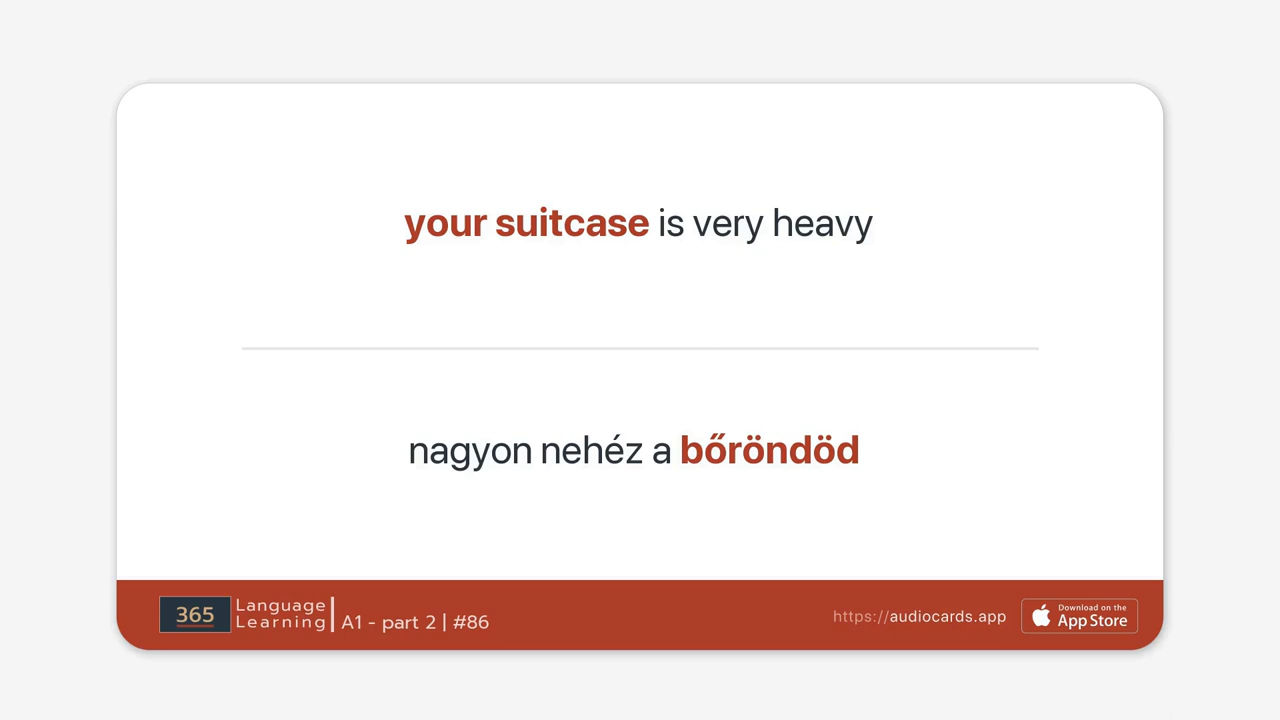 your suitcase is very heavy
nagyon nehéz a bőröndöd
365 Language Learning
A1 - part 2 | #86
https://audiocards.app
Download on the
App Store